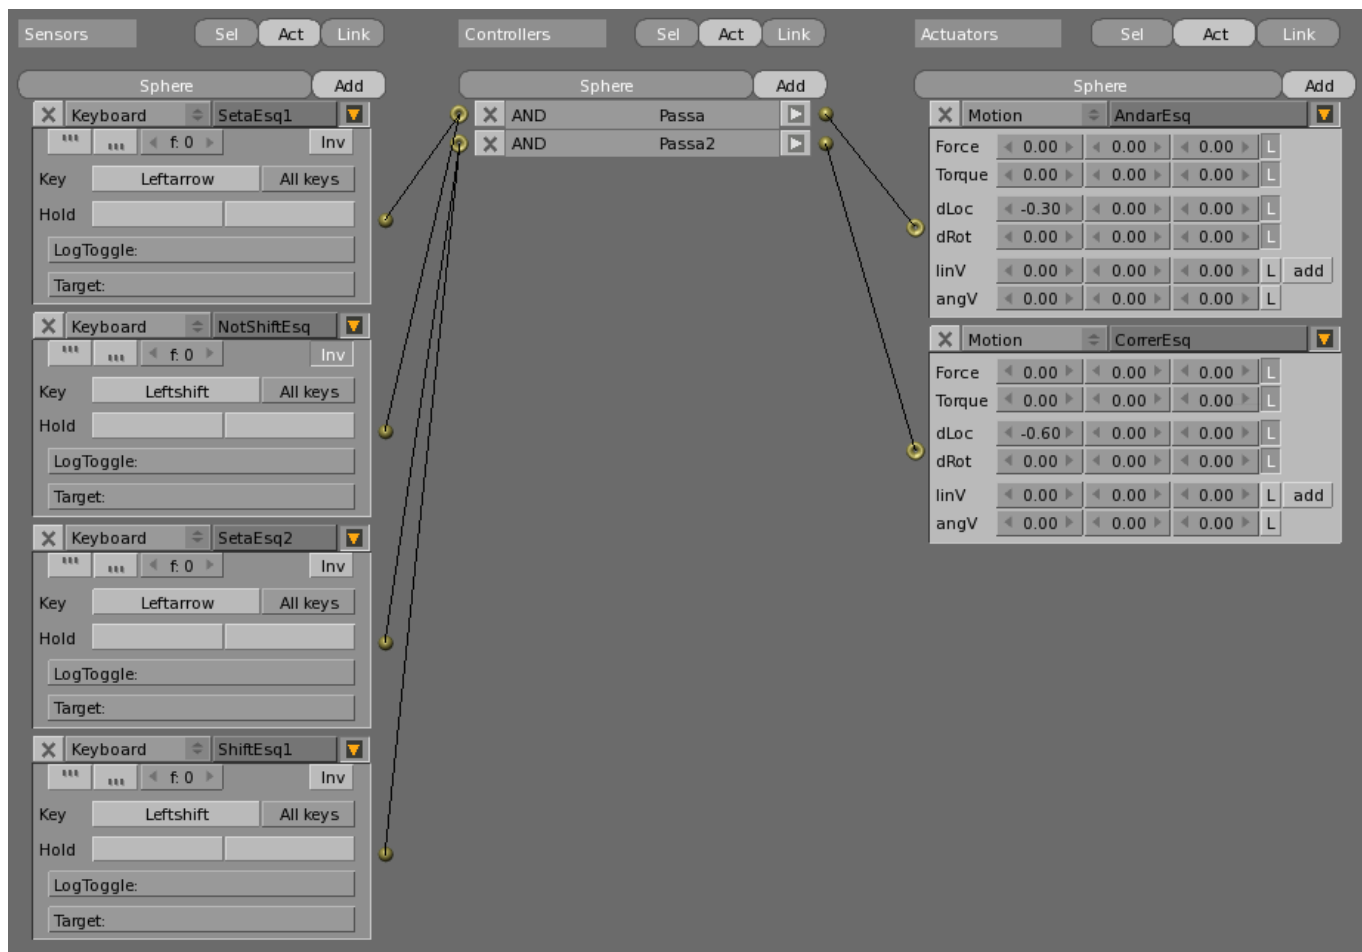 Sensors Sel Act Link Controllers Sel Act Link Actuators Sel Act Link
Sphere Add Sphere Add Sphere Add
Keyboard SetaEsq1
f: 0 Inv
Key Leftarrow All keys
Hold
LogToggle:
Target:
Keyboard NotShiftEsq
f: 0 Inv
Key Leftshift All keys
Hold
LogToggle:
Target:
Keyboard SetaEsq2
f: 0 Inv
Key Leftarrow All keys
Hold
LogToggle:
Target:
Keyboard ShiftEsq1
f: 0 Inv
Key Leftshift All keys
Hold
LogToggle:
Target:
AND Passa
AND Passa2
Motion AndarEsq
Force 0.00 0.00 0.00 L
Torque 0.00 0.00 0.00 L
dLoc -0.30 0.00 0.00 L
dRot 0.00 0.00 0.00 L
linV 0.00 0.00 0.00 L add
angV 0.00 0.00 0.00 L
Motion CorrerEsq
Force 0.00 0.00 0.00 L
Torque 0.00 0.00 0.00 L
dLoc -0.60 0.00 0.00 L
dRot 0.00 0.00 0.00 L
linV 0.00 0.00 0.00 L add
angV 0.00 0.00 0.00 L